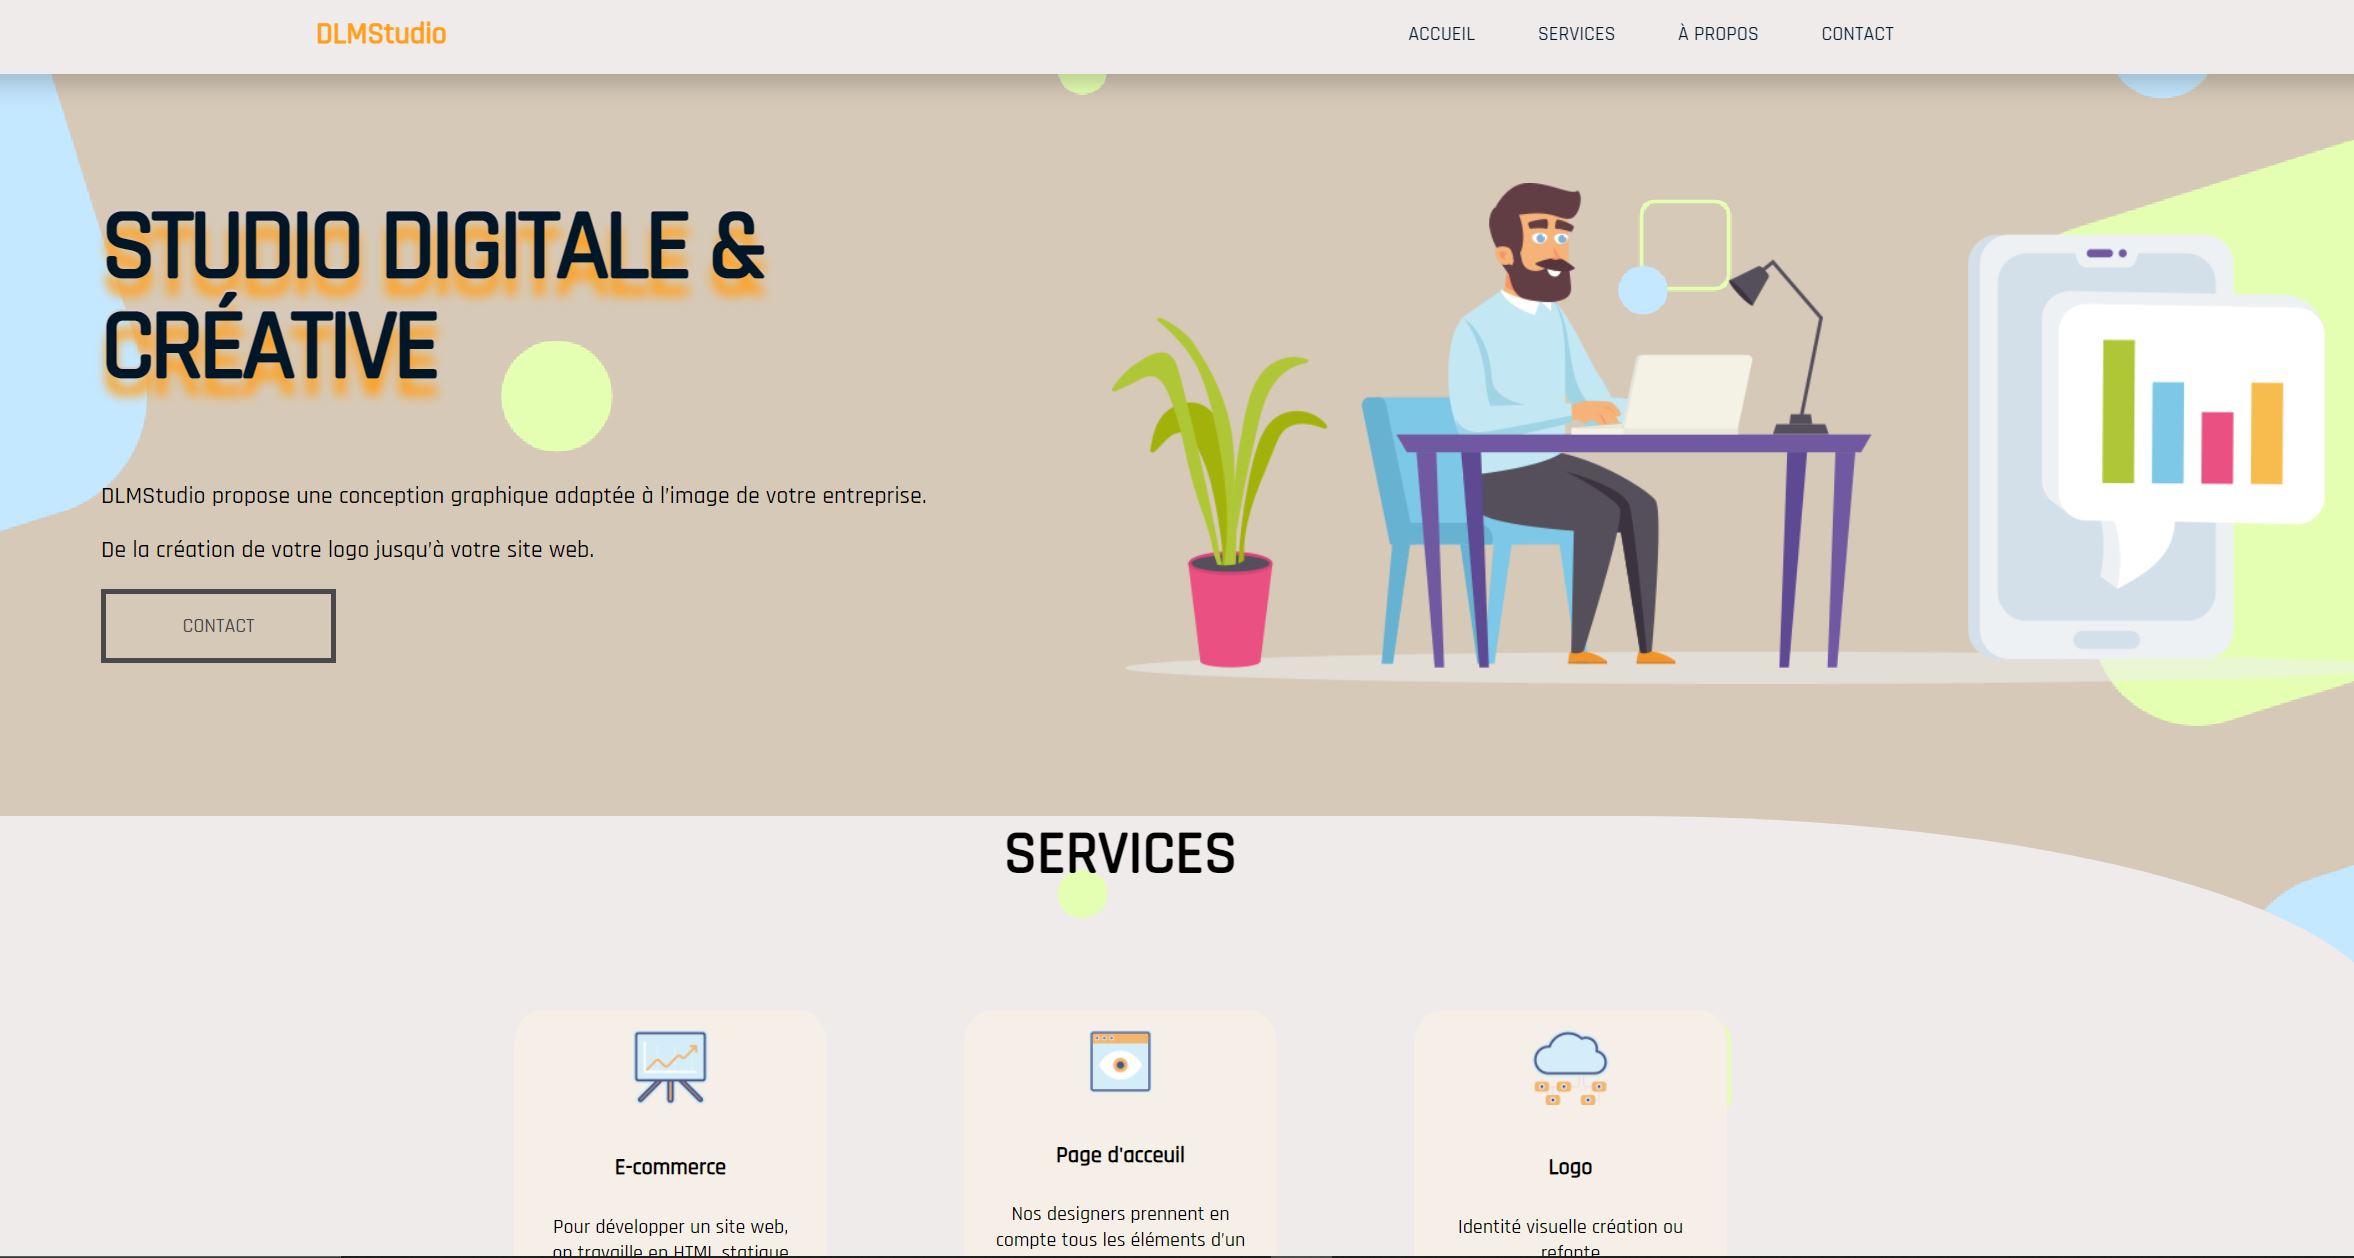 DLMStudio
ACCUEIL SERVICES À PROPOS CONTACT
STUDIO DIGITALE &
CRÉATIVE
DLMStudio propose une conception graphique adaptée à l'image de votre entreprise.
De la création de votre logo jusqu'à votre site web.
CONTACT
SERVICES
E-commerce
Pour développer un site web,
on travaille en HTML statique
Page d'acceuil
Nos designers prennent en
compte tous les éléments d'un
Logo
Identité visuelle création ou
refonte